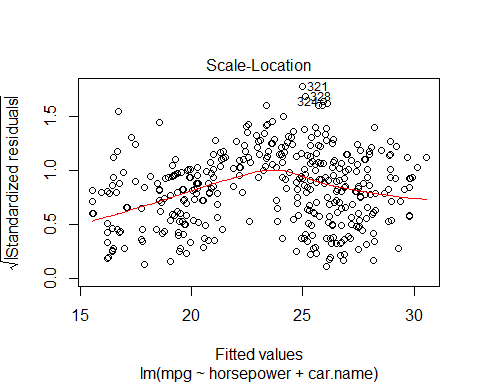 Scale-Location
√|Standardized residuals|
0.0 0.5 1.0 1.5
321
328
324
15 20 25 30
Fitted values
lm(mpg ~ horsepower + car.name)